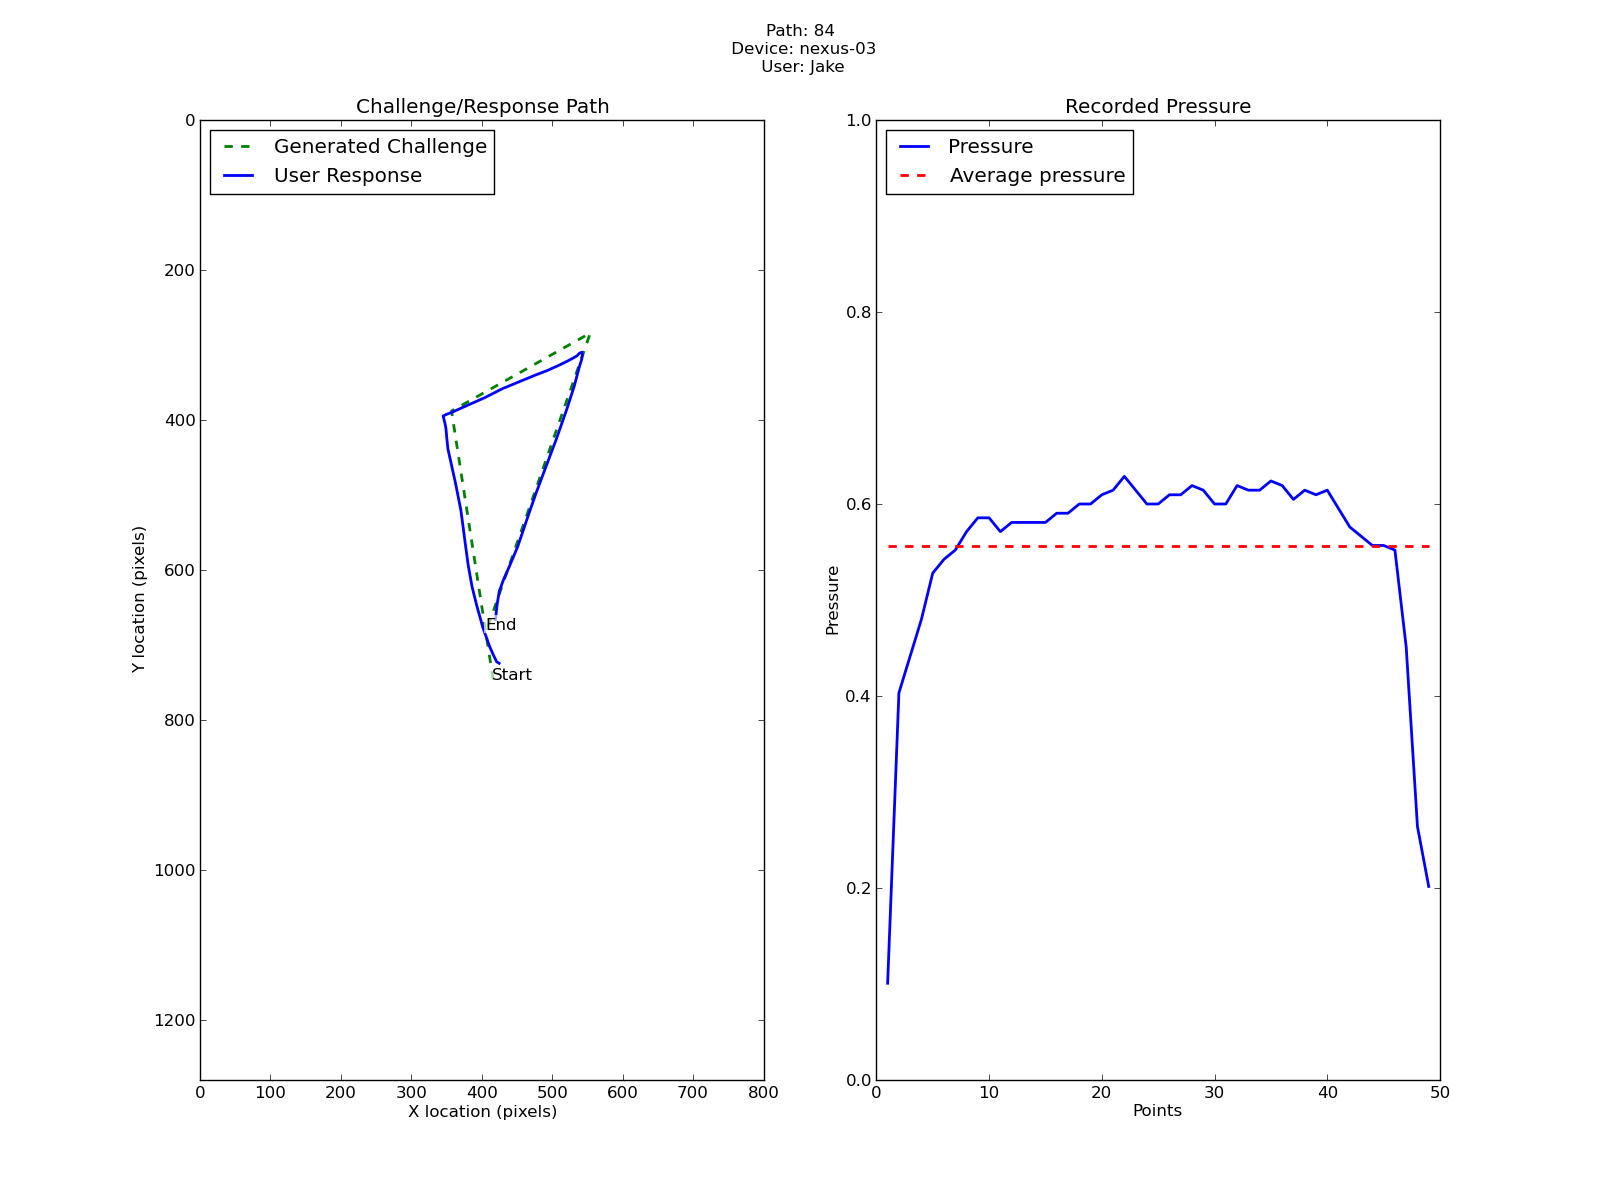 Path: 84
Device: nexus-03
User: Jake
Challenge/Response Path
Generated Challenge
User Response
0
200
400
600
800
1000
1200
Y location (pixels)
End
Start
0 100 200 300 400 500 600 700 800
X location (pixels)
Recorded Pressure
Pressure
Average pressure
1.0
0.8
0.6
0.4
0.2
0.0
Pressure
0 10 20 30 40 50
Points